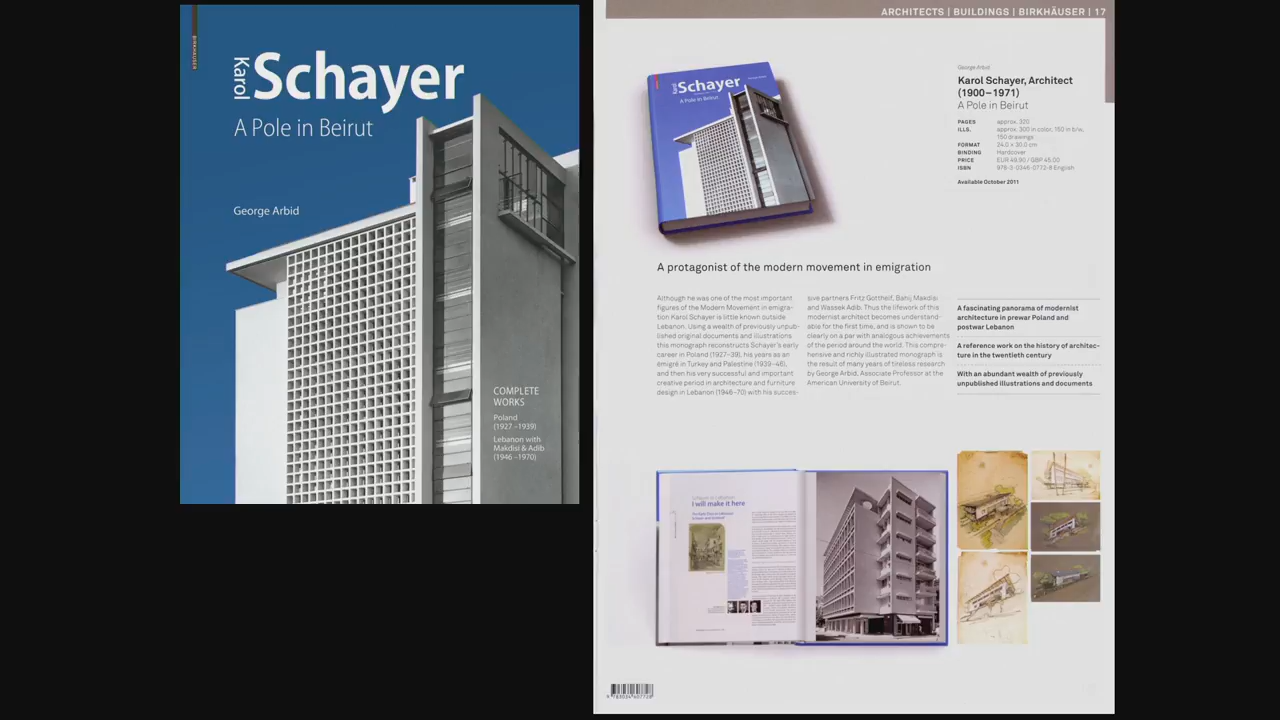 BIRKHÄUSER
Karol
Schayer
A Pole in Beirut
George Arbid
COMPLETE
WORKS
Poland
(1927 –1939)
Lebanon with
Makdisi & Adib
(1946 –1970)
ARCHITECTS | BUILDINGS | BIRKHÄUSER | 17
Karol
Schayer
A Pole in Beirut
George Arbid
Karol Schayer, Architect
(1900–1971)
A Pole in Beirut
PAGES approx. 320
ILLS. approx. 300 in color, 150 in b/w,
150 drawings
FORMAT 24.0 x 30.0 cm
BINDING Hardcover
PRICE EUR 49.90 / GBP 45.00
ISBN 978-3-0346-0772-8 English
Available October 2011
A protagonist of the modern movement in emigration
Although he was one of the most important
figures of the Modern Movement in emigra-
tion Karol Schayer is little known outside
Lebanon. Using a wealth of previously unpub-
lished original documents and illustrations
this monograph reconstructs Schayer's early
career in Poland (1927–39), his years as an
émigré in Turkey and Palestine (1939–46),
and then his very successful and important
creative period in architecture and furniture
design in Lebanon (1946–70) with his succes-
sive partners Fritz Gotthelf, Bahij Makdisi
and Wassek Adib. Thus the lifework of this
modernist architect becomes understand-
able for the first time, and is shown to be
clearly on a par with analogous achievements
of the period around the world. This compre-
hensive and richly illustrated monograph is
the result of many years of tireless research
by George Arbid, Associate Professor at the
American University of Beirut.
A fascinating panorama of modernist
architecture in prewar Poland and
postwar Lebanon
A reference work on the history of architec-
ture in the twentieth century
With an abundant wealth of previously
unpublished illustrations and documents
Schayer in Lebanon
I will make it here
9 783034 607728